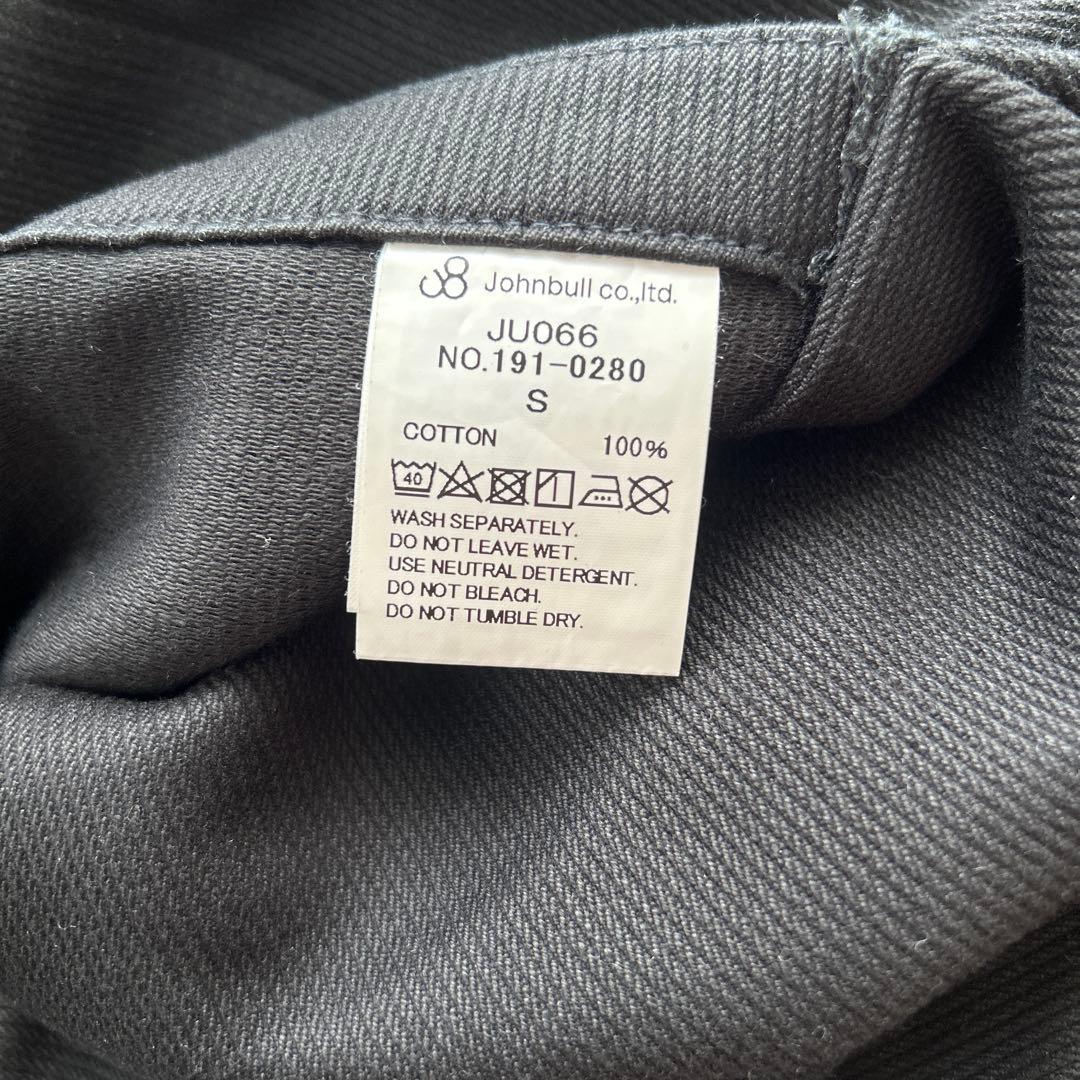 Johnbull co.,ltd.
JU066
NO.191-0280
S
COTTON 100%
40
WASH SEPARATELY.
DO NOT LEAVE WET.
USE NEUTRAL DETERGENT.
DO NOT BLEACH.
DO NOT TUMBLE DRY.